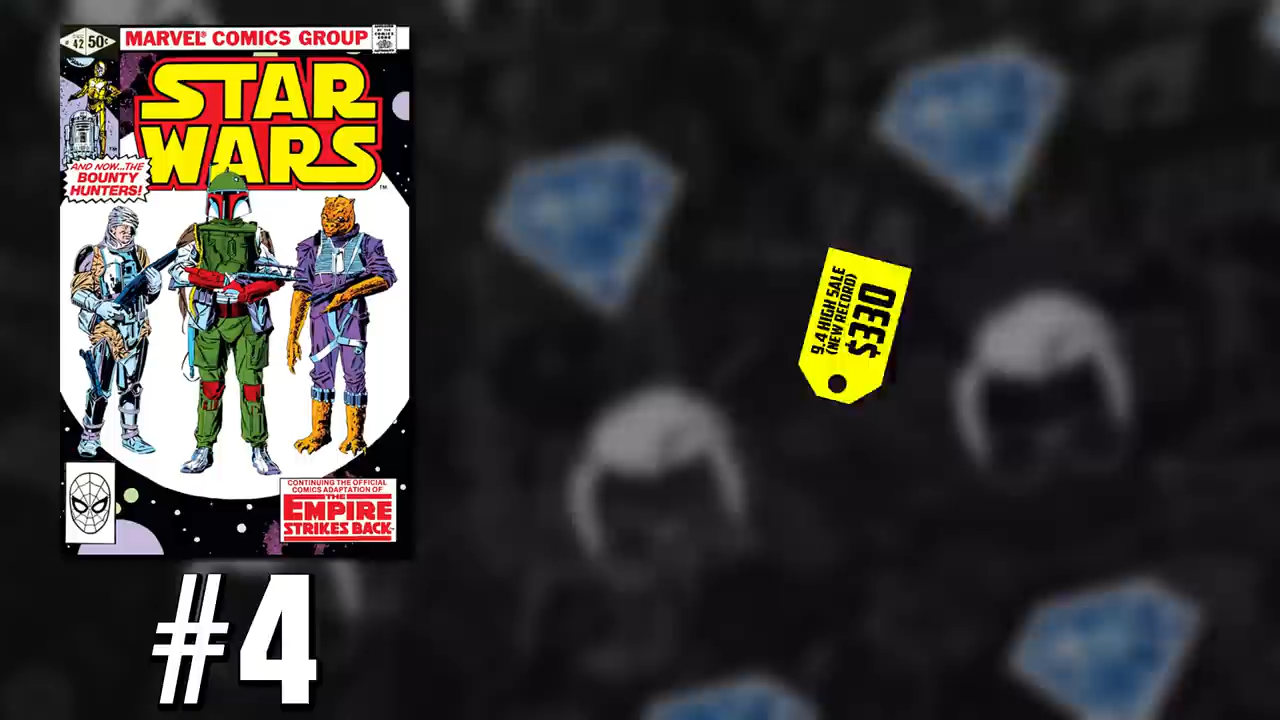 # 42
50¢
MARVEL® COMICS GROUP
STAR
WARS
™
AND NOW...THE
BOUNTY
HUNTERS!
CONTINUING THE OFFICIAL
COMICS ADAPTATION OF
THE
EMPIRE
STRIKES BACK
9.4 HIGH SALE
(NEW RECORD)
$330
#4